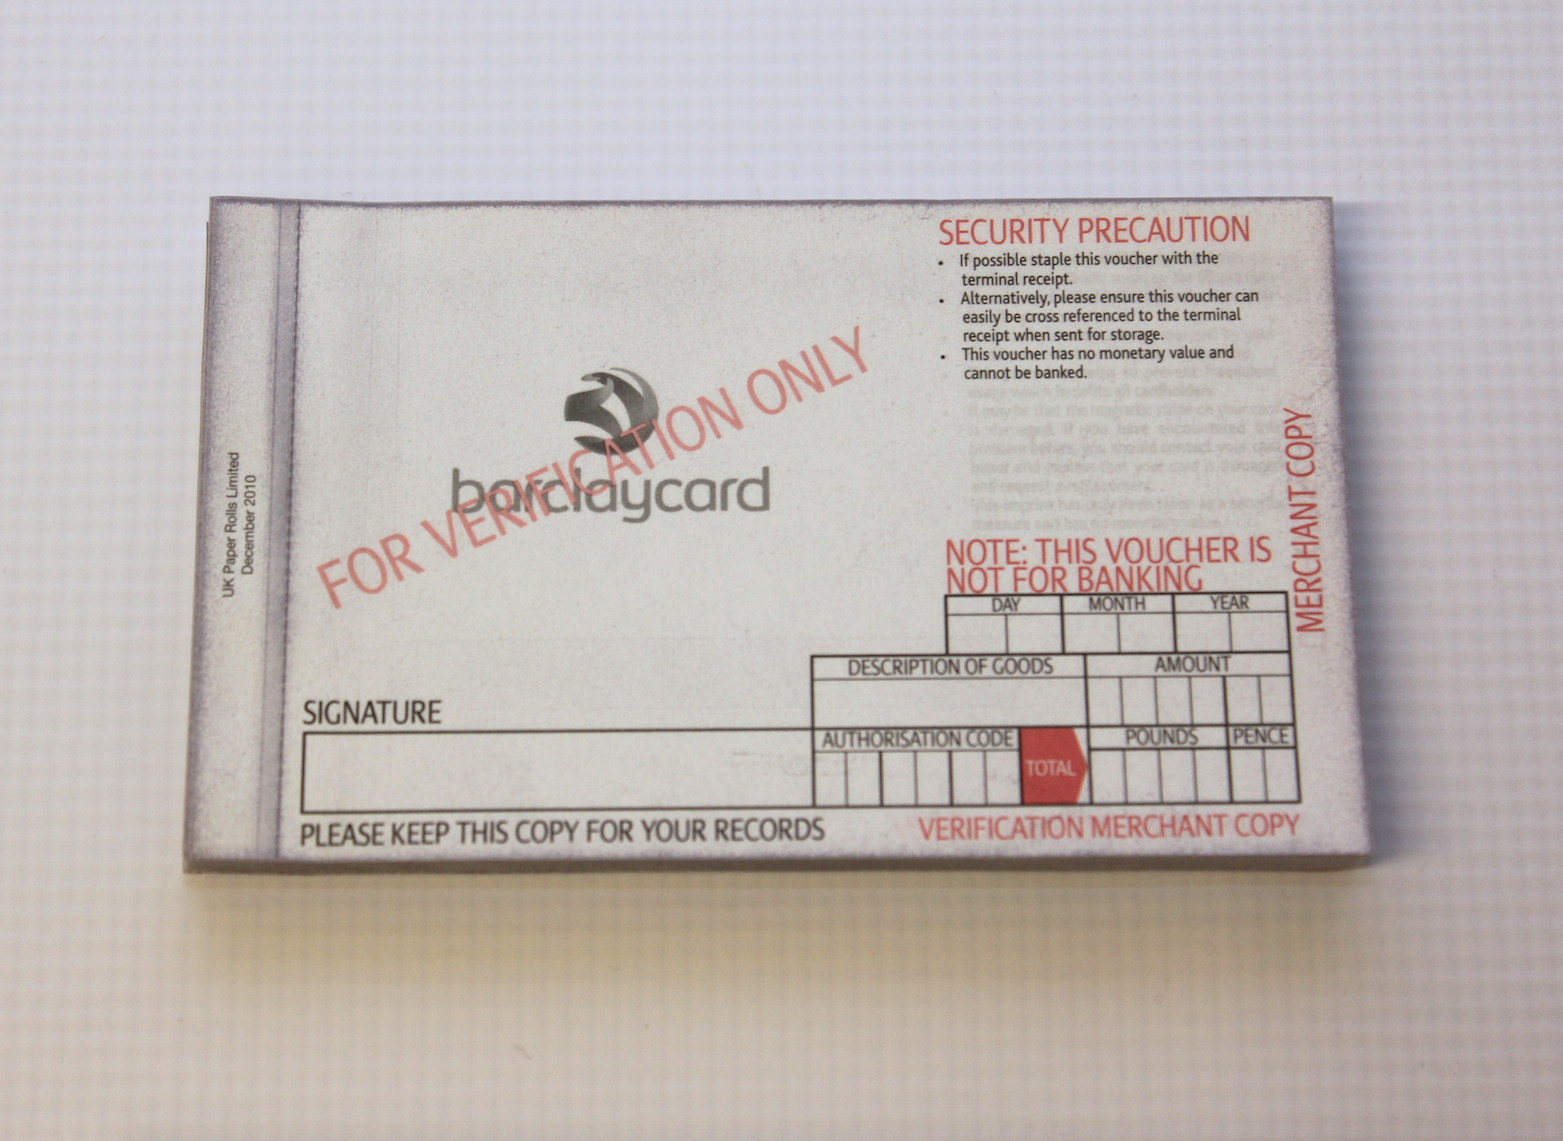 UK Paper Rolls Limited
December 2010
SECURITY PRECAUTION
• If possible staple this voucher with the
terminal receipt.
• Alternatively, please ensure this voucher can
easily be cross referenced to the terminal
receipt when sent for storage.
• This voucher has no monetary value and
cannot be banked.
barclaycard
FOR VERIFICATION ONLY
MERCHANT COPY
NOTE: THIS VOUCHER IS
NOT FOR BANKING
DAY MONTH YEAR
DESCRIPTION OF GOODS AMOUNT
SIGNATURE
AUTHORISATION CODE TOTAL POUNDS PENCE
PLEASE KEEP THIS COPY FOR YOUR RECORDS
VERIFICATION MERCHANT COPY